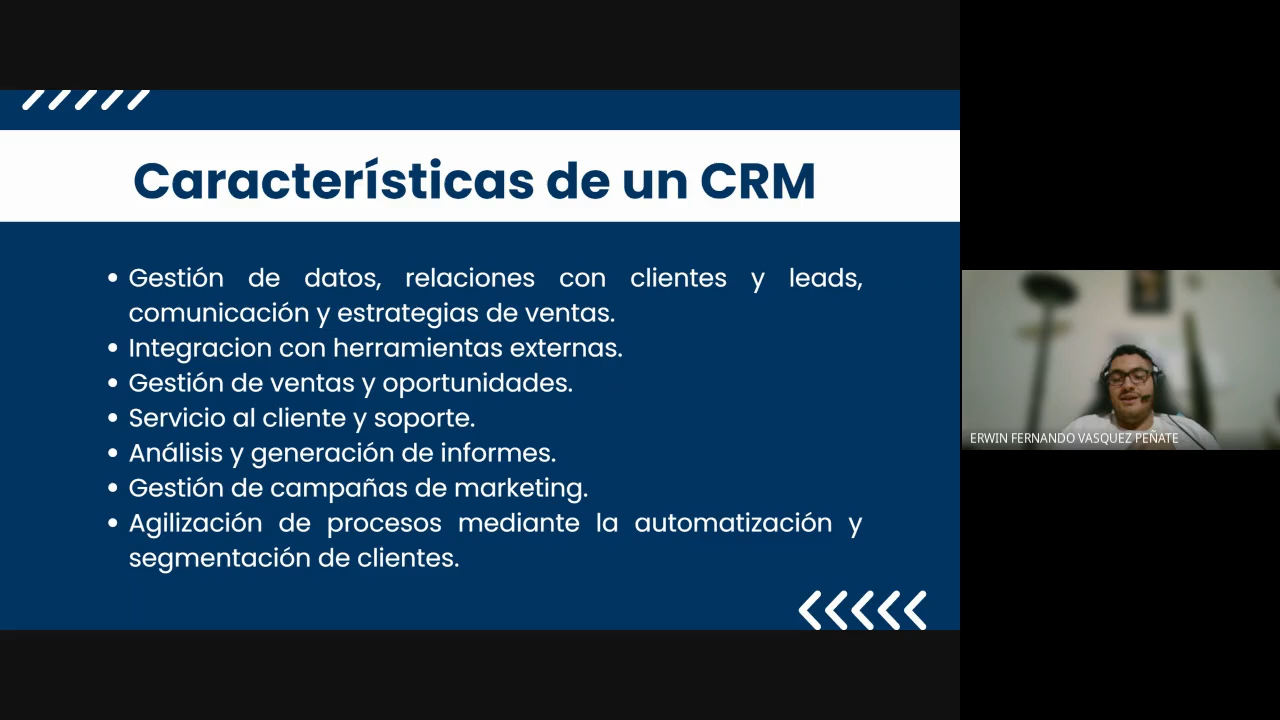 Características de un CRM
• Gestión de datos, relaciones con clientes y leads,
comunicación y estrategias de ventas.
• Integracion con herramientas externas.
• Gestión de ventas y oportunidades.
• Servicio al cliente y soporte.
• Análisis y generación de informes.
• Gestión de campañas de marketing.
• Agilización de procesos mediante la automatización y
segmentación de clientes.
ERWIN FERNANDO VASQUEZ PEÑATE